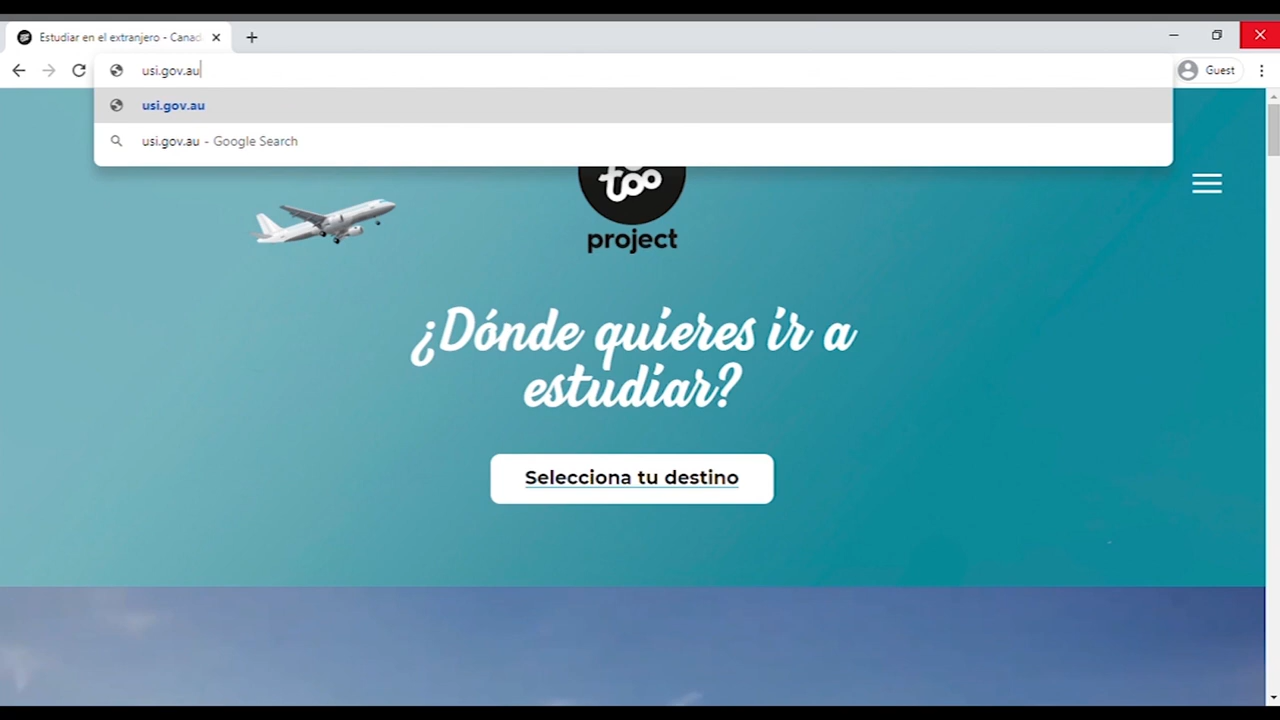 Estudiar en el extranjero - Canad
usi.gov.au
Guest
usi.gov.au
usi.gov.au - Google Search
too
project
¿Dónde quieres ir a
estudiar?
Selecciona tu destino